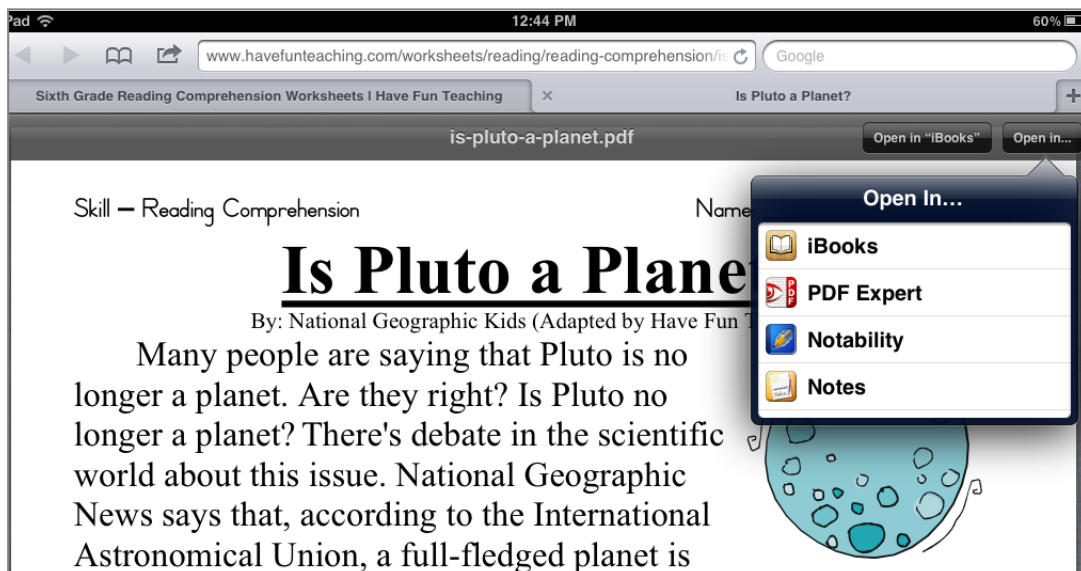 Pad 12:44 PM 60%
www.havefunteaching.com/worksheets/reading/reading-comprehension/is Google
Sixth Grade Reading Comprehension Worksheets I Have Fun Teaching × Is Pluto a Planet? +
is-pluto-a-planet.pdf Open in “iBooks” Open in...
Open In...
iBooks
PDF Expert
Notability
Notes
Skill – Reading Comprehension Name
Is Pluto a Plane
By: National Geographic Kids (Adapted by Have Fun
Many people are saying that Pluto is no
longer a planet. Are they right? Is Pluto no
longer a planet? There's debate in the scientific
world about this issue. National Geographic
News says that, according to the International
Astronomical Union, a full-fledged planet is